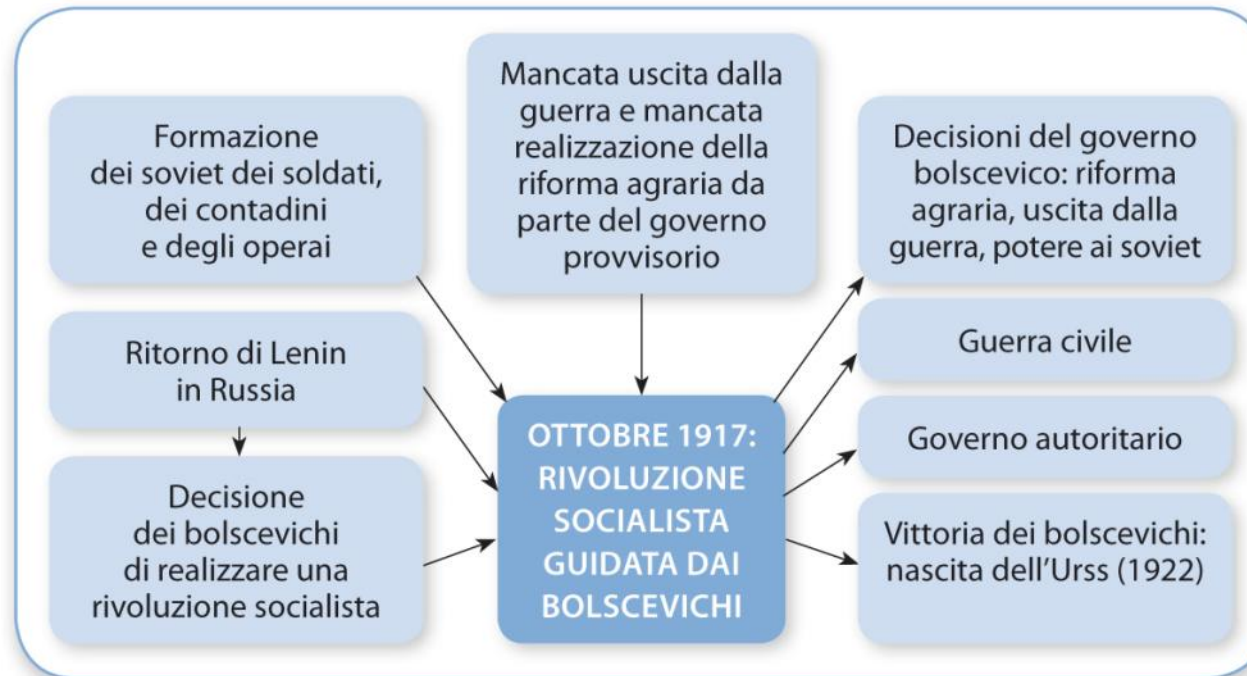 Formazione
dei soviet dei soldati,
dei contadini
e degli operai
Ritorno di Lenin
in Russia
Decisione
dei bolscevichi
di realizzare una
rivoluzione socialista
Mancata uscita dalla
guerra e mancata
realizzazione della
riforma agraria da
parte del governo
provvisorio
OTTOBRE 1917:
RIVOLUZIONE
SOCIALISTA
GUIDATA DAI
BOLSCEVICHI
Decisioni del governo
bolscevico: riforma
agraria, uscita dalla
guerra, potere ai soviet
Guerra civile
Governo autoritario
Vittoria dei bolscevichi:
nascita dell’Urss (1922)